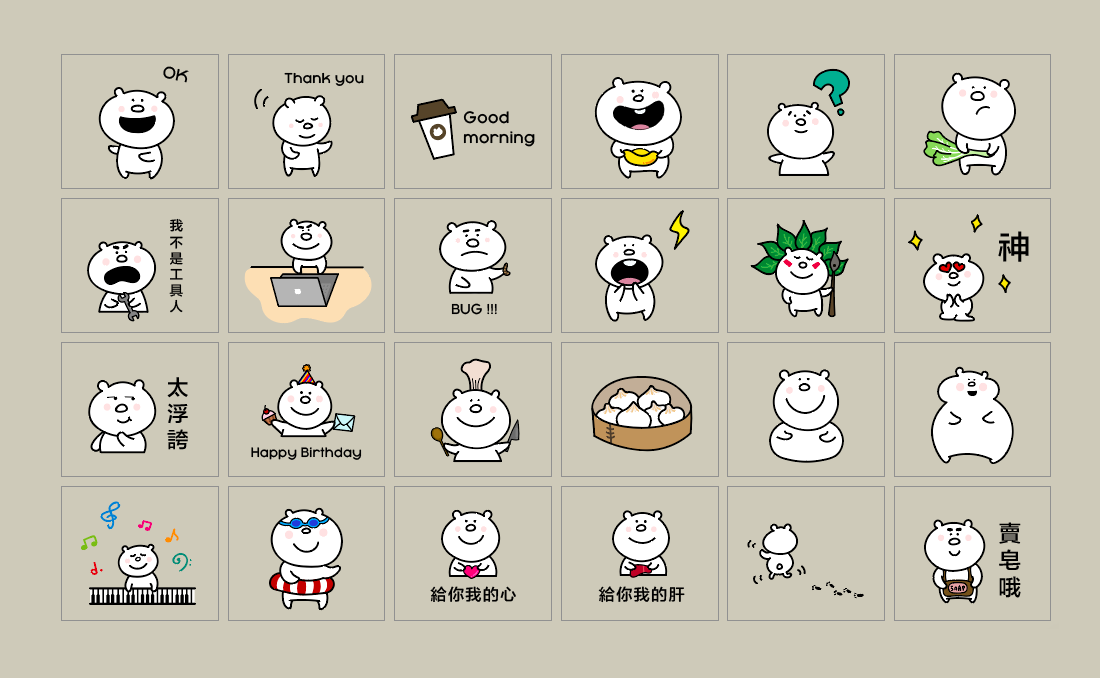 OK
Thank you
Good
morning
我不是工具人
BUG !!!
神
太浮誇
Happy Birthday
給你我的心
給你我的肝
SOAP
賣皂哦